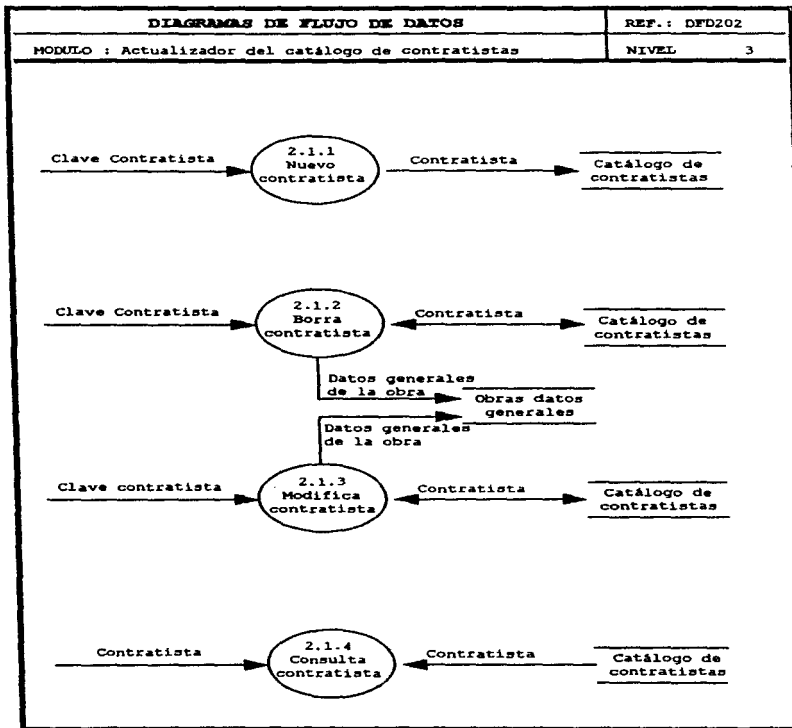 DIAGRAMAS DE FLUJO DE DATOS
REF.: DFD202
MODULO : Actualizador del catálogo de contratistas
NIVEL 3
Clave Contratista
2.1.1
Nuevo
contratista
Contratista
Catálogo de
contratistas
Clave Contratista
2.1.2
Borra
contratista
Contratista
Catálogo de
contratistas
Datos generales
de la obra
Obras datos
generales
Datos generales
de la obra
Clave contratista
2.1.3
Modifica
contratista
Contratista
Catálogo de
contratistas
Contratista
2.1.4
Consulta
contratista
Contratista
Catálogo de
contratistas